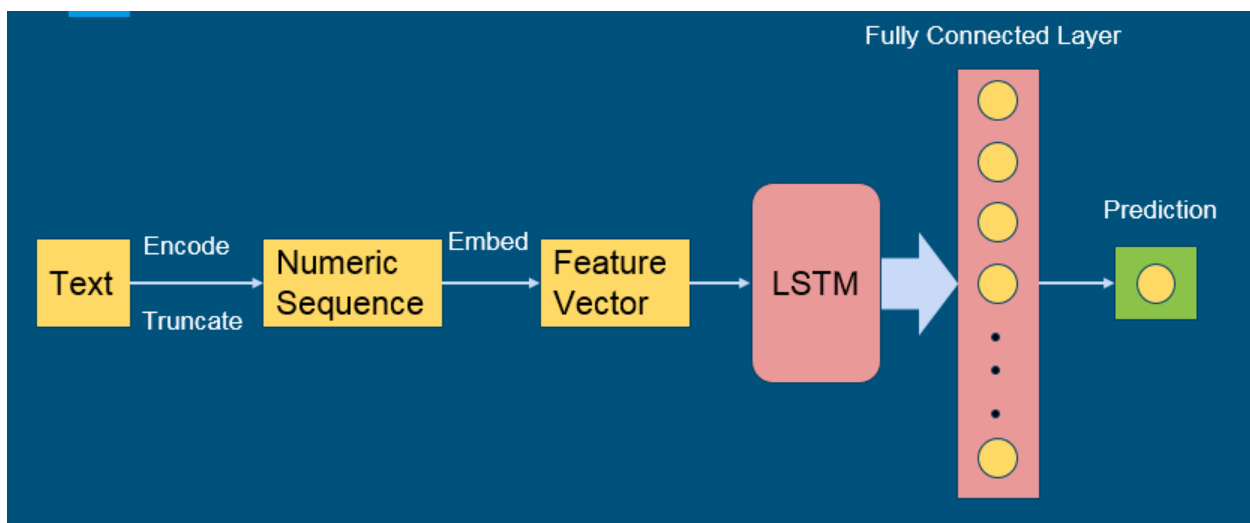 Fully Connected Layer
Prediction
Encode
Embed
Text
Numeric
Sequence
Feature
Vector
LSTM
Truncate